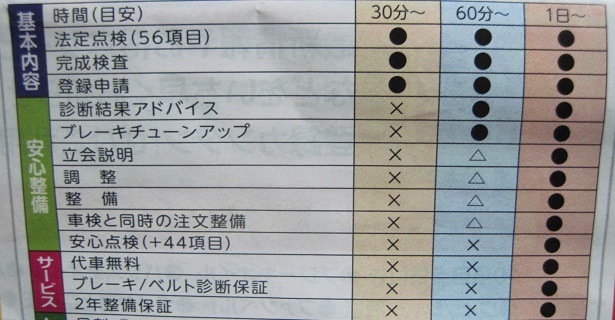 基本内容
時間(目安) 30分～ 60分～ 1日～
法定点検(56項目) ● ● ●
完成検査 ● ● ●
登録申請 ● ● ●
安心整備
診断結果アドバイス × ● ●
ブレーキチューンアップ × ● ●
立会説明 × △ ●
調 整 × △ ●
整 備 × △ ●
車検と同時の注文整備 × △ ●
安心点検(+44項目) × × ●
サービス
代車無料 × × ●
ブレーキ/ベルト診断保証 × × ●
2年整備保証 × × ●